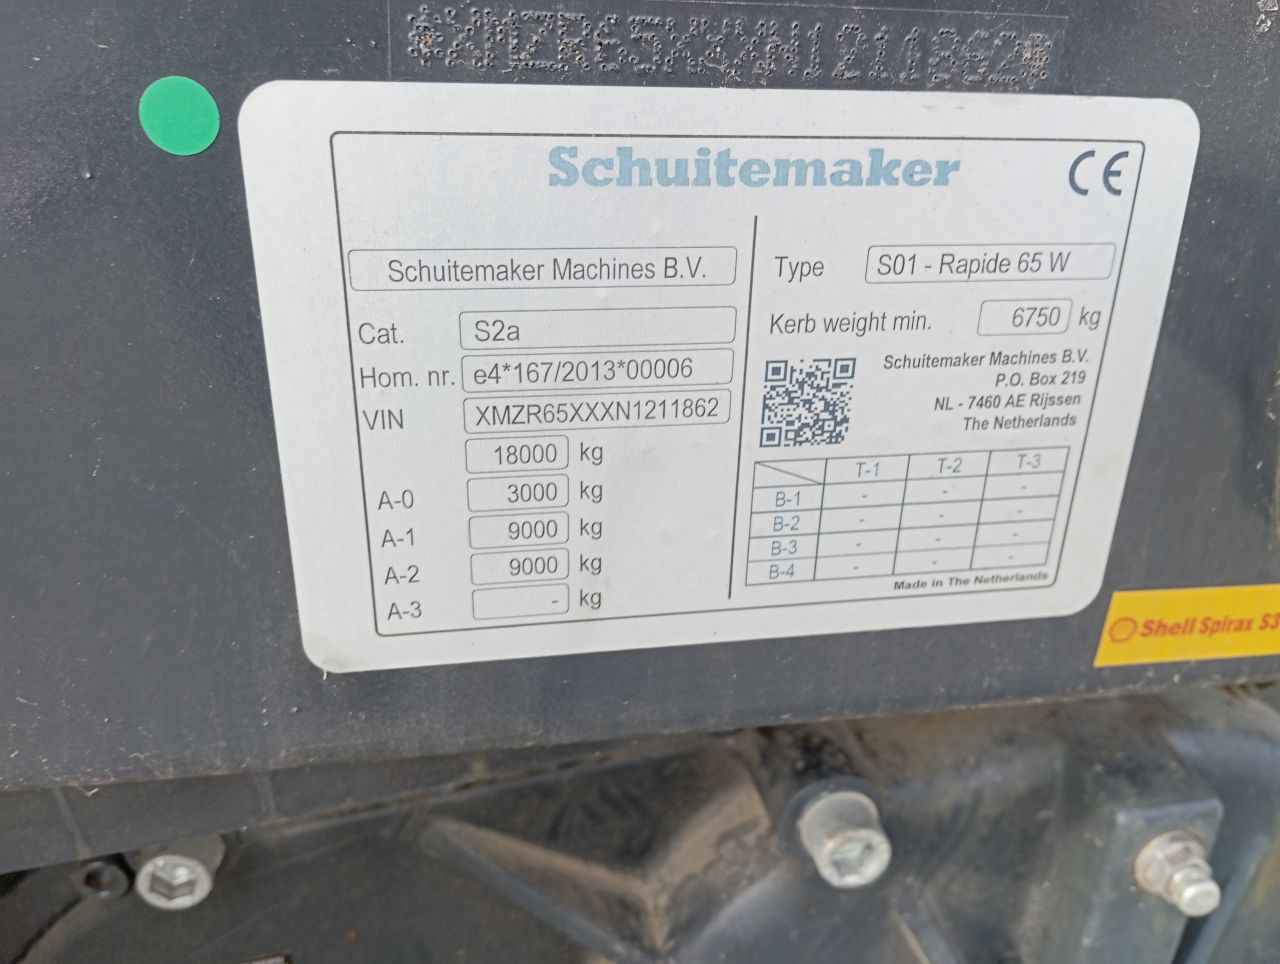 *XMZR65XXXN1211862*
Schuitemaker CE
Schuitemaker Machines B.V.
Cat. S2a
Hom. nr. e4*167/2013*00006
VIN XMZR65XXXN1211862
18000 kg
A-0 3000 kg
A-1 9000 kg
A-2 9000 kg
A-3 - kg
Type S01 - Rapide 65 W
Kerb weight min. 6750 kg
Schuitemaker Machines B.V.
P.O. Box 219
NL - 7460 AE Rijssen
The Netherlands
T-1 T-2 T-3
B-1 - - -
B-2 - - -
B-3 - - -
B-4 - - -
Made in The Netherlands
Shell Spirax S3